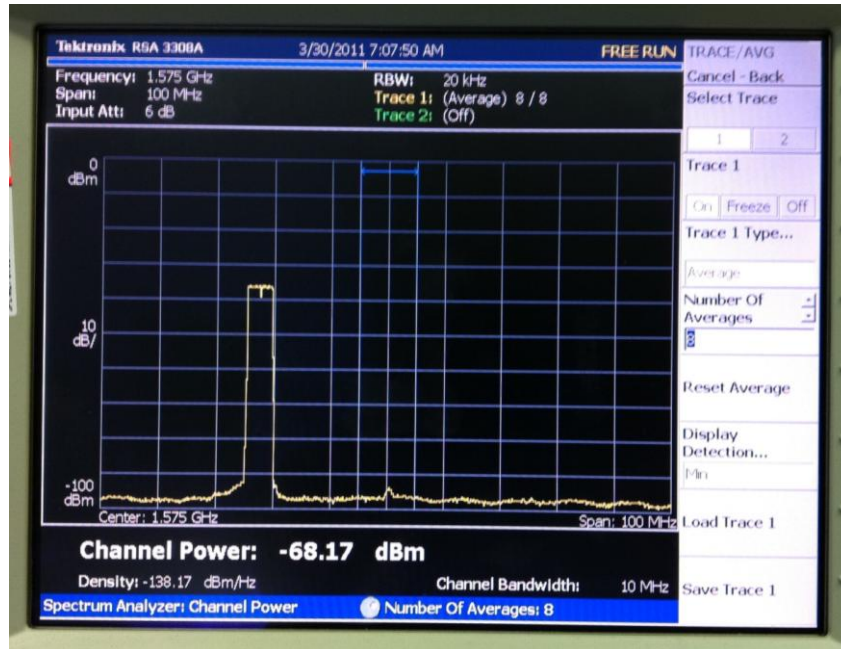 Tektronix RSA 3308A 3/30/2011 7:07:50 AM FREE RUN
Frequency: 1.575 GHz RBW: 20 kHz
Span: 100 MHz Trace 1: (Average) 8 / 8
Input Att: 6 dB Trace 2: (Off)
0
dBm
10
dB/
-100
dBm
Center: 1.575 GHz Span: 100 MHz
Channel Power: -68.17 dBm
Density: -138.17 dBm/Hz Channel Bandwidth: 10 MHz
Spectrum Analyzer: Channel Power Number Of Averages: 8
TRACE/AVG
Cancel - Back
Select Trace
1 2
Trace 1
On Freeze Off
Trace 1 Type...
Average
Number Of
Averages
8
Reset Average
Display
Detection...
Min
Load Trace 1
Save Trace 1